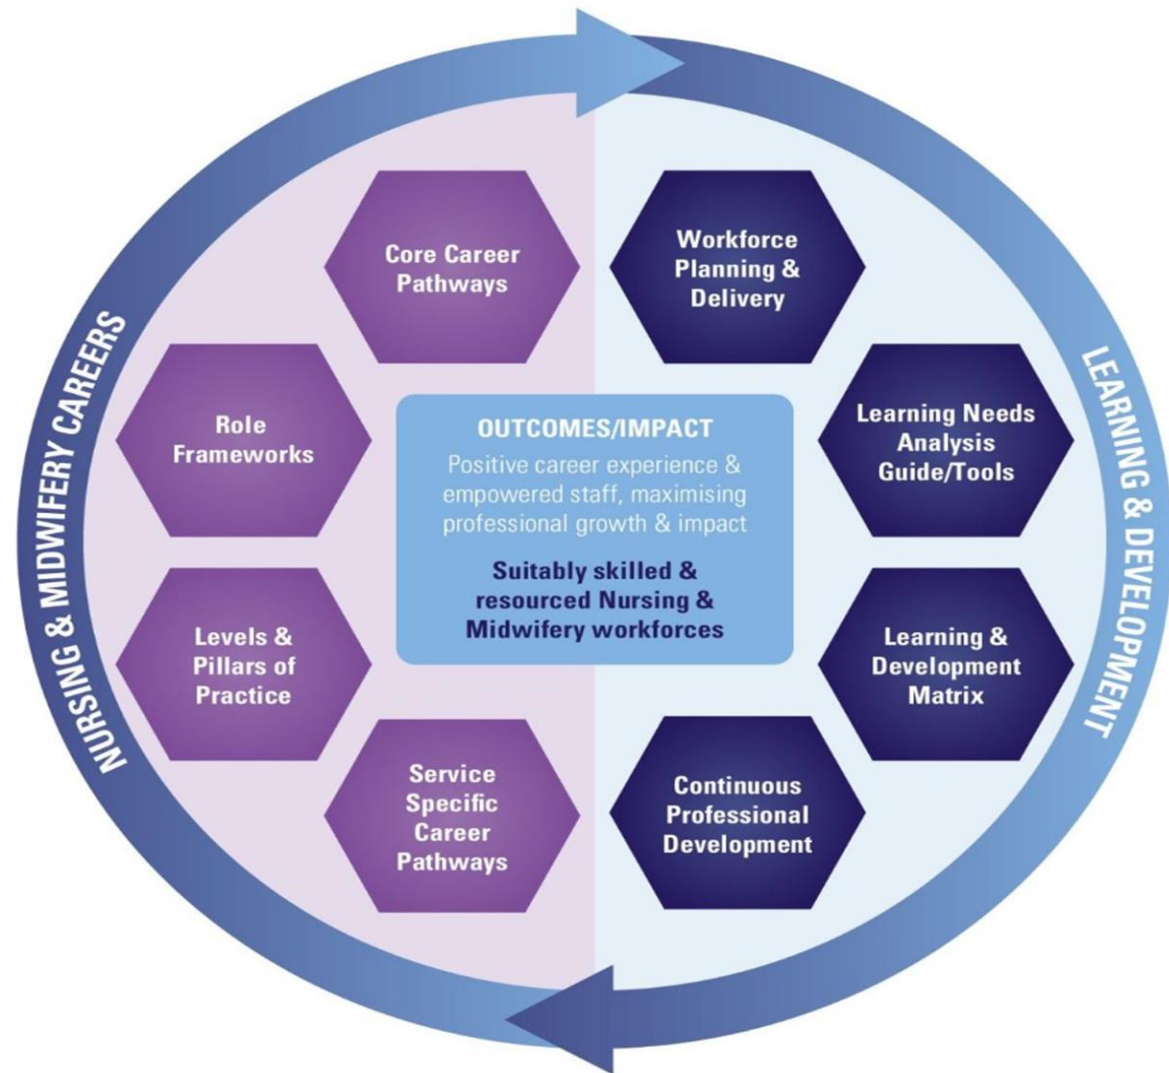 NURSING & MIDWIFERY CAREERS
Core Career
Pathways
Role
Frameworks
Levels &
Pillars of
Practice
Service
Specific
Career
Pathways
OUTCOMES/IMPACT
Positive career experience &
empowered staff, maximising
professional growth & impact
Suitably skilled &
resourced Nursing &
Midwifery workforces
Workforce
Planning &
Delivery
Learning Needs
Analysis
Guide/Tools
Learning &
Development
Matrix
Continuous
Professional
Development
LEARNING & DEVELOPMENT